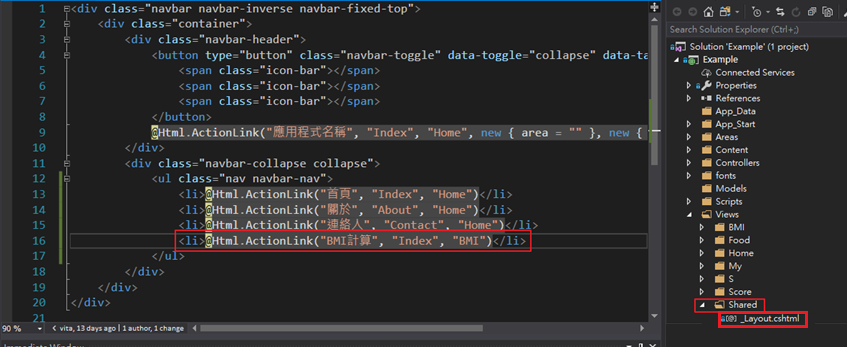 1 <div class="navbar navbar-inverse navbar-fixed-top">
2 <div class="container">
3 <div class="navbar-header">
4 <button type="button" class="navbar-toggle" data-toggle="collapse" data-ta
5 <span class="icon-bar"></span>
6 <span class="icon-bar"></span>
7 <span class="icon-bar"></span>
8 </button>
9 @Html.ActionLink("應用程式名稱", "Index", "Home", new { area = "" }, new {
10 </div>
11 <div class="navbar-collapse collapse">
12 <ul class="nav navbar-nav">
13 <li>@Html.ActionLink("首頁", "Index", "Home")</li>
14 <li>@Html.ActionLink("關於", "About", "Home")</li>
15 <li>@Html.ActionLink("連絡人", "Contact", "Home")</li>
16 <li>@Html.ActionLink("BMI計算", "Index", "BMI")</li>
17 </ul>
18 </div>
19 </div>
20 </div>
21
90 %
vita, 13 days ago | 1 author, 1 change
Immediate Window
Search Solution Explorer (Ctrl+;)
Solution 'Example' (1 project)
Example
Connected Services
Properties
References
App_Data
App_Start
Areas
Content
Controllers
fonts
Models
Scripts
Views
BMI
Food
Home
My
S
Score
Shared
[@] _Layout.cshtml